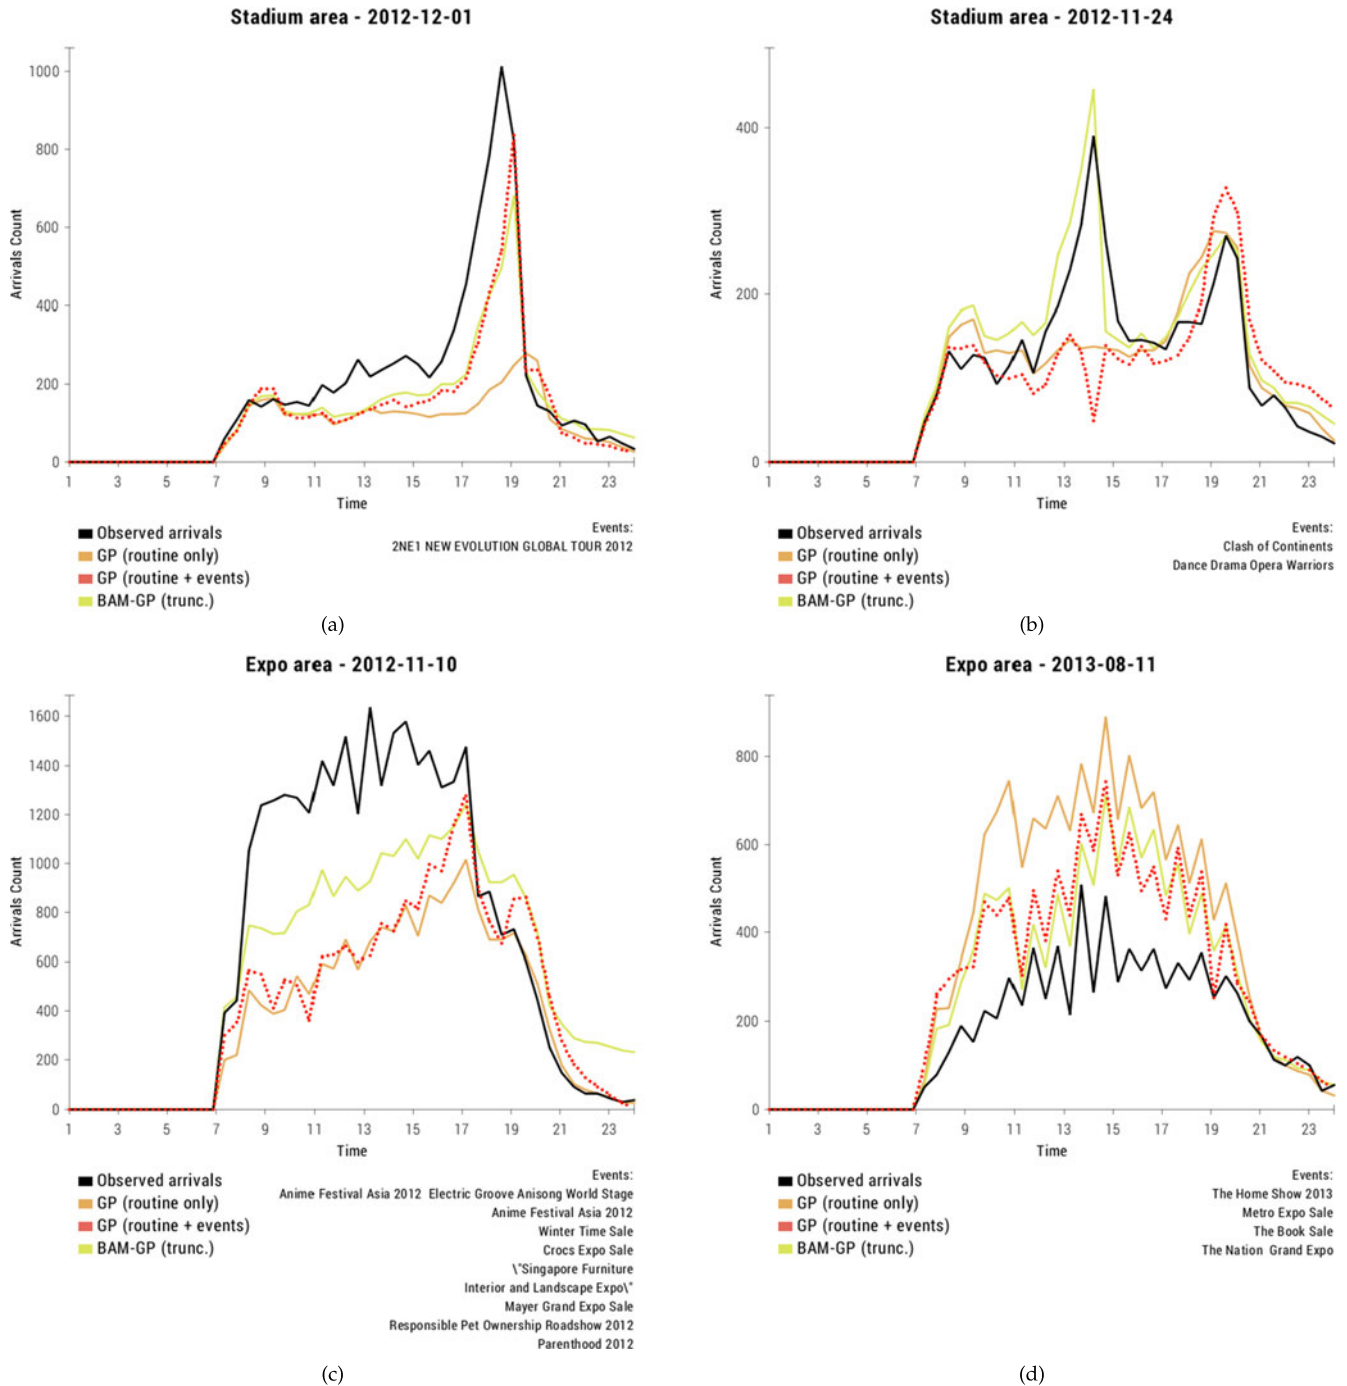 Stadium area - 2012-12-01
1000
800
600
400
200
0
Arrivals Count
1 3 5 7 9 11 13 15 17 19 21 23
Time
Observed arrivals
GP (routine only)
GP (routine + events)
BAM-GP (trunc.)
Events:
2NE1 NEW EVOLUTION GLOBAL TOUR 2012
(a)
Stadium area - 2012-11-24
400
200
0
Arrivals Count
1 3 5 7 9 11 13 15 17 19 21 23
Time
Observed arrivals
GP (routine only)
GP (routine + events)
BAM-GP (trunc.)
Events:
Clash of Continents
Dance Drama Opera Warriors
(b)
Expo area - 2012-11-10
1600
1400
1200
1000
800
600
400
200
0
Arrivals Count
1 3 5 7 9 11 13 15 17 19 21 23
Time
Observed arrivals
GP (routine only)
GP (routine + events)
BAM-GP (trunc.)
Events:
Anime Festival Asia 2012  Electric Groove Anisong World Stage
Anime Festival Asia 2012
Winter Time Sale
Crocs Expo Sale
\"Singapore Furniture
Interior and Landscape Expo\"
Mayer Grand Expo Sale
Responsible Pet Ownership Roadshow 2012
Parenthood 2012
(c)
Expo area - 2013-08-11
800
600
400
200
0
Arrivals Count
1 3 5 7 9 11 13 15 17 19 21 23
Time
Observed arrivals
GP (routine only)
GP (routine + events)
BAM-GP (trunc.)
Events:
The Home Show 2013
Metro Expo Sale
The Book Sale
The Nation  Grand Expo
(d)